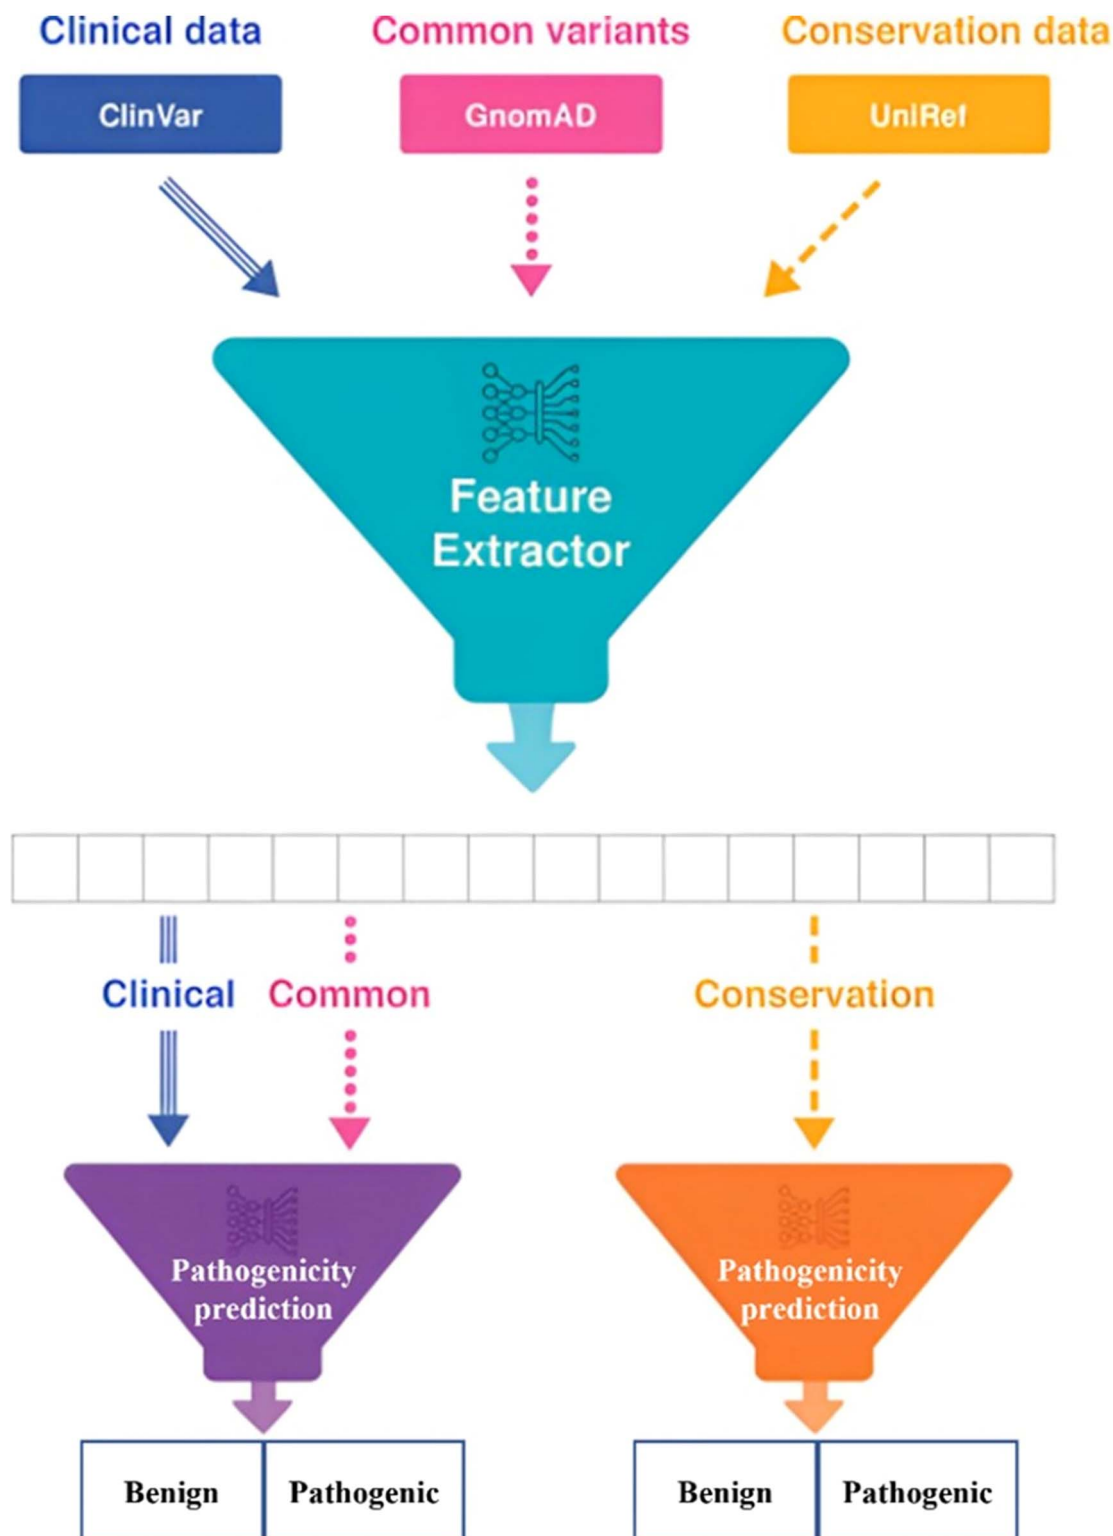 Clinical data
Common variants
Conservation data
ClinVar
GnomAD
UniRef
Feature
Extractor
Clinical
Common
Conservation
Pathogenicity
prediction
Pathogenicity
prediction
Benign
Pathogenic
Benign
Pathogenic